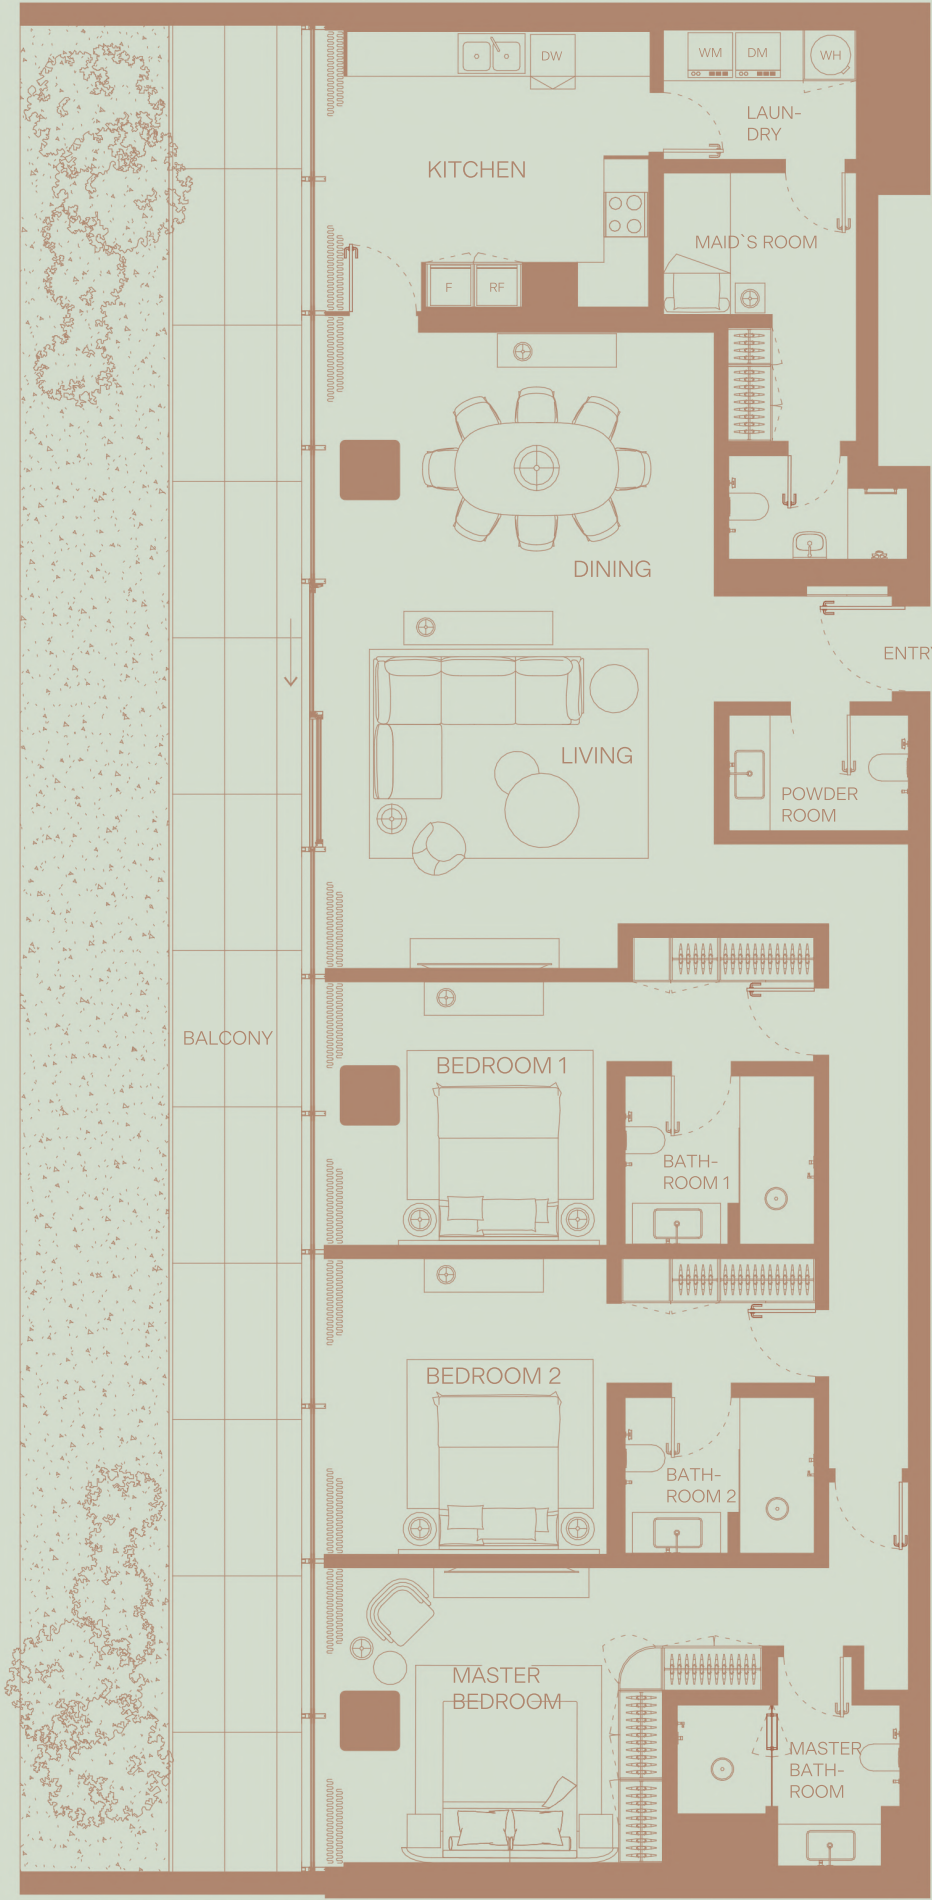 DW
WM
DM
WH
LAUN-
DRY
KITCHEN
MAID`S ROOM
F
RF
DINING
ENTRY
LIVING
POWDER
ROOM
BALCONY
BEDROOM 1
BATH-
ROOM 1
BEDROOM 2
BATH-
ROOM 2
MASTER
BEDROOM
MASTER
BATH-
ROOM